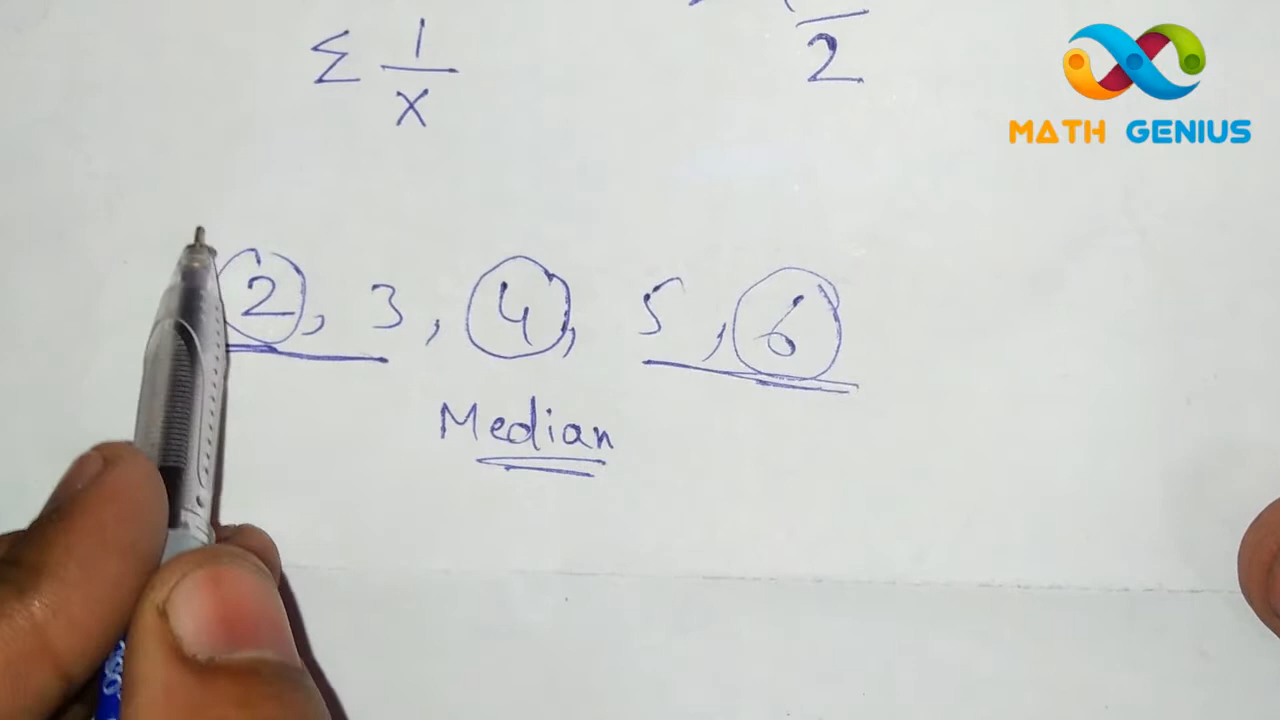 Σ 1/x
2
MATH GENIUS
2, 3, 4, 5, 6
Median